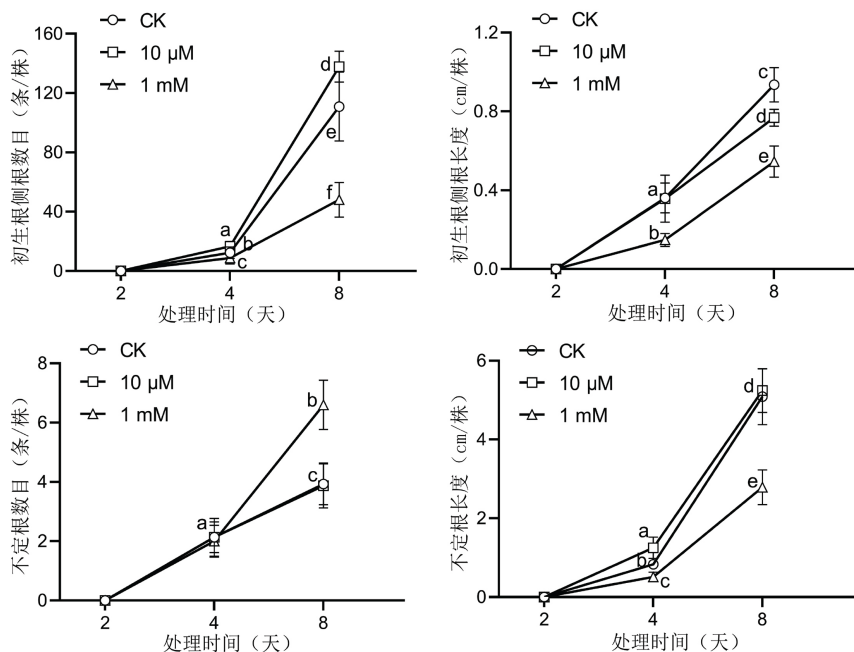 CK
10 μM
1 mM
初生根侧根数目（条/株）
160
120
80
40
0
d
e
f
a
b
c
2
4
8
处理时间（天）
CK
10 μM
1 mM
初生根侧根长度（cm/株）
1.2
0.8
0.4
0.0
c
d
e
a
b
2
4
8
处理时间（天）
CK
10 μM
1 mM
不定根数目（条/株）
8
6
4
2
0
b
c
a
2
4
8
处理时间（天）
CK
10 μM
1 mM
不定根长度（cm/株）
6
4
2
0
d
e
a
b
c
2
4
8
处理时间（天）